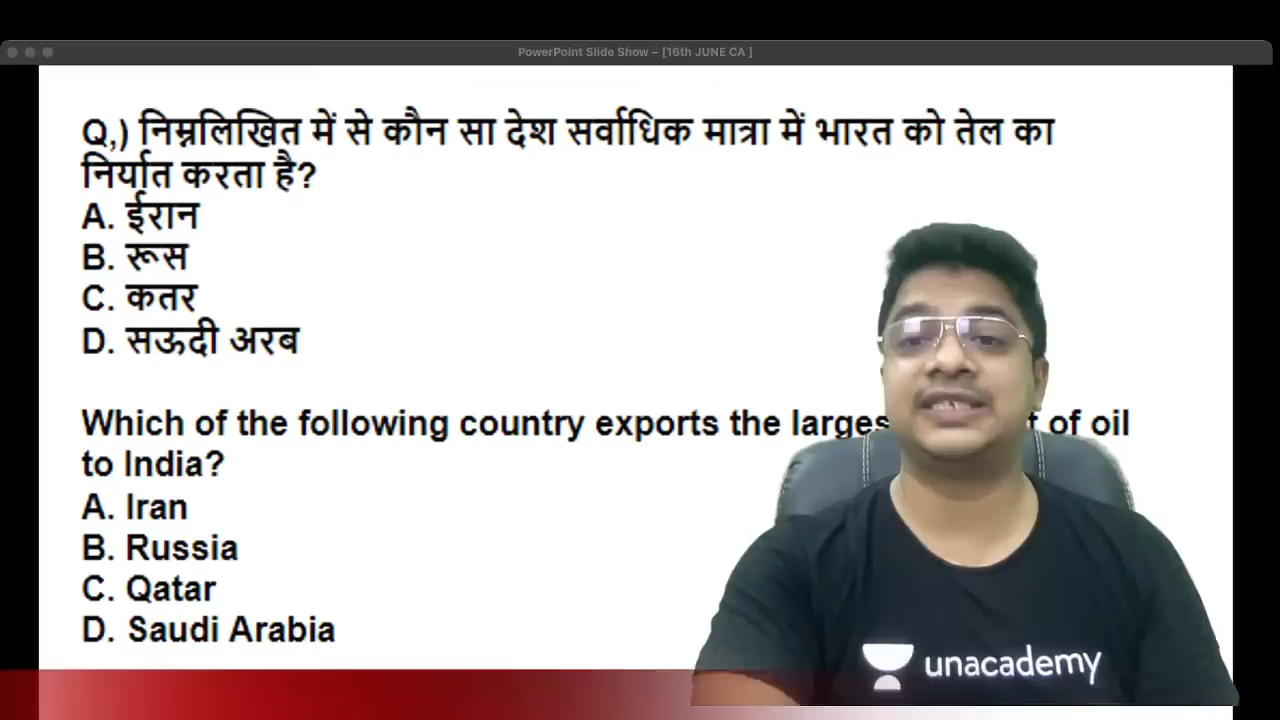 PowerPoint Slide Show – [16th JUNE CA ]
Q,) निम्नलिखित में से कौन सा देश सर्वाधिक मात्रा में भारत को तेल का
निर्यात करता है?
A. ईरान
B. रूस
C. कतर
D. सऊदी अरब
Which of the following country exports the of oil
to India?
A. Iran
B. Russia
C. Qatar
D. Saudi Arabia
unacademy